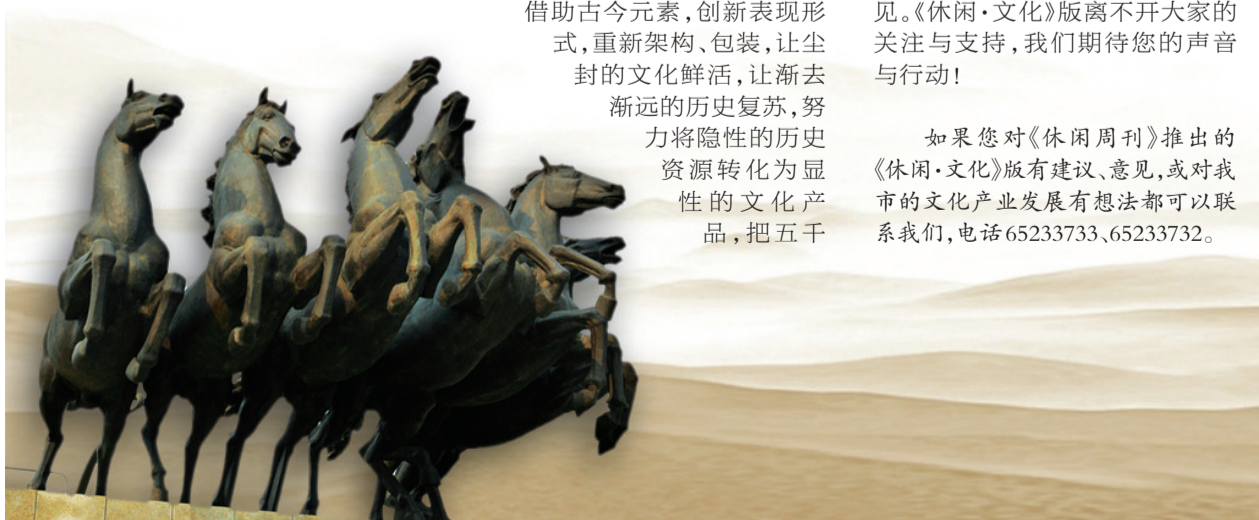 借助古今元素,创新表现形
式,重新架构、包装,让尘
封的文化鲜活,让渐去
渐远的历史复苏,努
力将隐性的历史
资源转化为显
性的文化产
品,把五千
见。《休闲·文化》版离不开大家的
关注与支持,我们期待您的声音
与行动!
如果您对《休闲周刊》推出的
《休闲·文化》版有建议、意见,或对我
市的文化产业发展有想法都可以联
系我们,电话65233733、65233732。